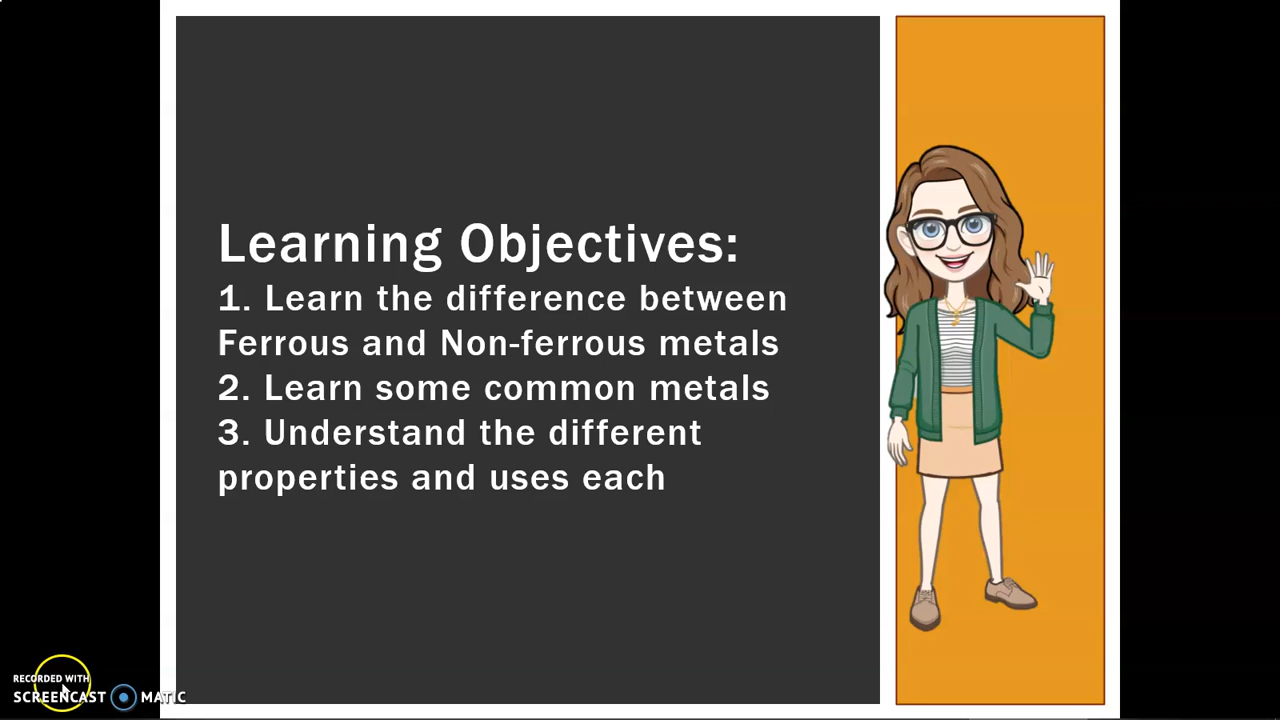 Learning Objectives:
1. Learn the difference between
Ferrous and Non-ferrous metals
2. Learn some common metals
3. Understand the different
properties and uses each
RECORDED WITH
SCREENCAST MATIC